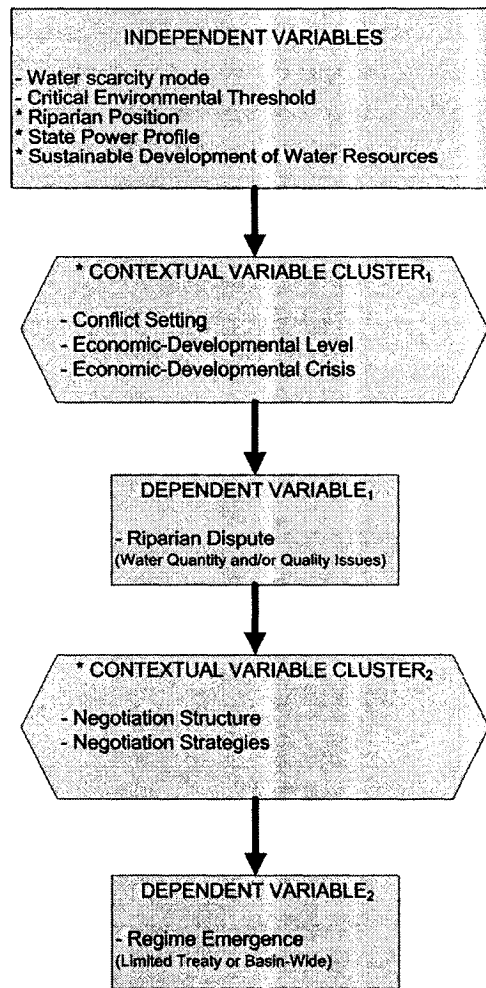 INDEPENDENT VARIABLES
- Water scarcity mode
- Critical Environmental Threshold
* Riparian Position
* State Power Profile
* Sustainable Development of Water Resources
* CONTEXTUAL VARIABLE CLUSTER₁
- Conflict Setting
- Economic-Developmental Level
- Economic-Developmental Crisis
DEPENDENT VARIABLE₁
- Riparian Dispute
(Water Quantity and/or Quality Issues)
* CONTEXTUAL VARIABLE CLUSTER₂
- Negotiation Structure
- Negotiation Strategies
DEPENDENT VARIABLE₂
- Regime Emergence
(Limited Treaty or Basin-Wide)